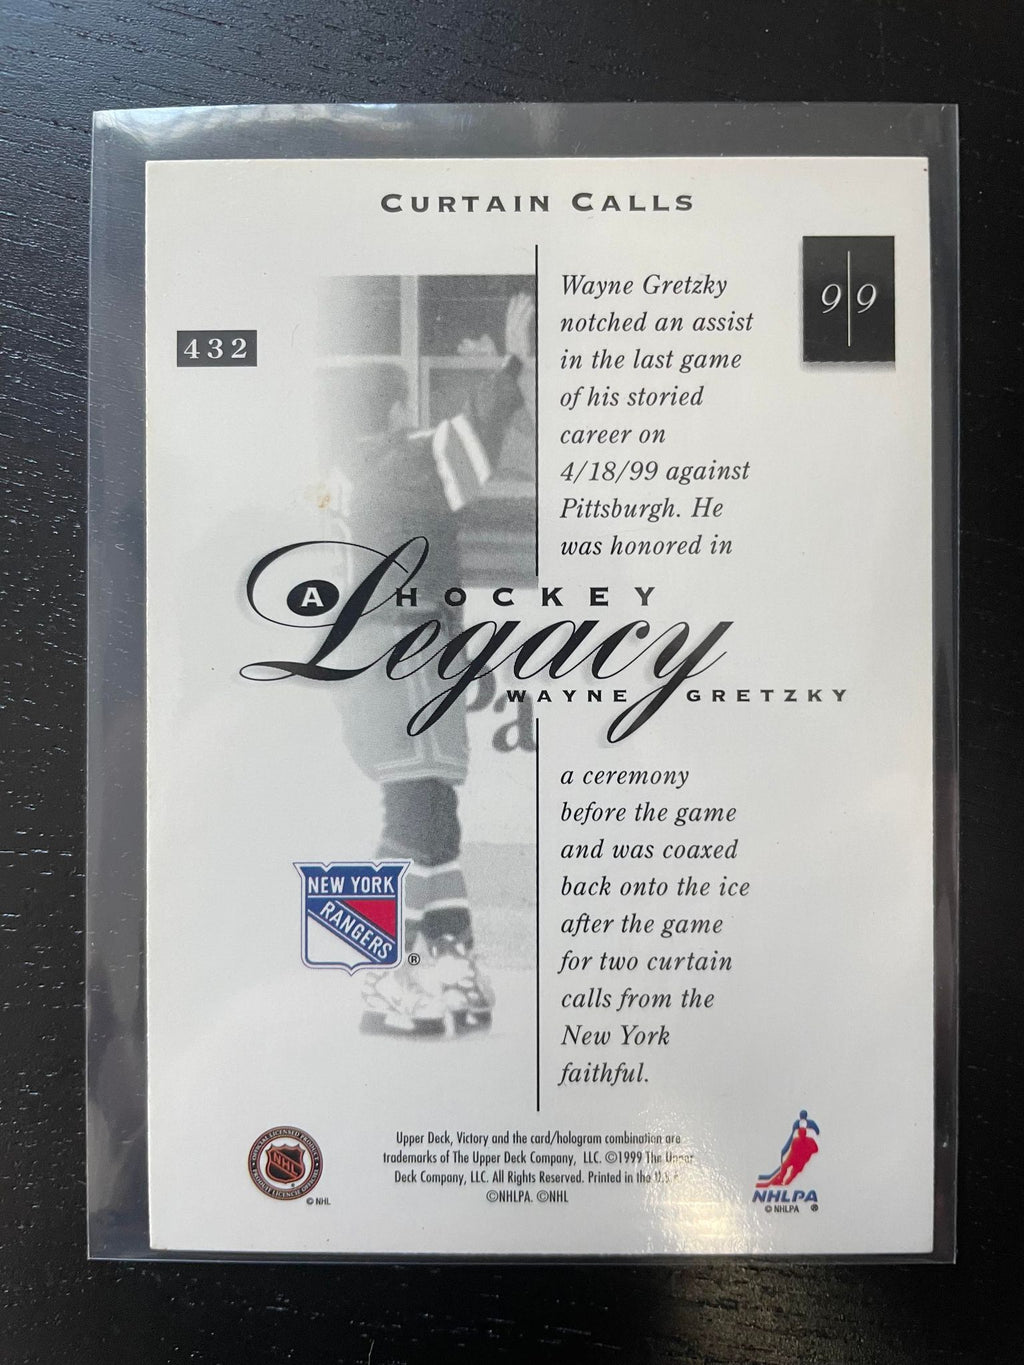 CURTAIN CALLS
432
9|9
Wayne Gretzky
notched an assist
in the last game
of his storied
career on
4/18/99 against
Pittsburgh. He
was honored in
A HOCKEY
Legacy
WAYNE GRETZKY
a ceremony
before the game
and was coaxed
back onto the ice
after the game
for two curtain
calls from the
New York
faithful.
NEW YORK
RANGERS
®
NHL
© NHL
Upper Deck, Victory and the card/hologram combination are
trademarks of The Upper Deck Company, LLC. ©1999 The Upper
Deck Company, LLC. All Rights Reserved. Printed in the U.S.
©NHLPA. ©NHL
NHLPA
© NHLPA ®